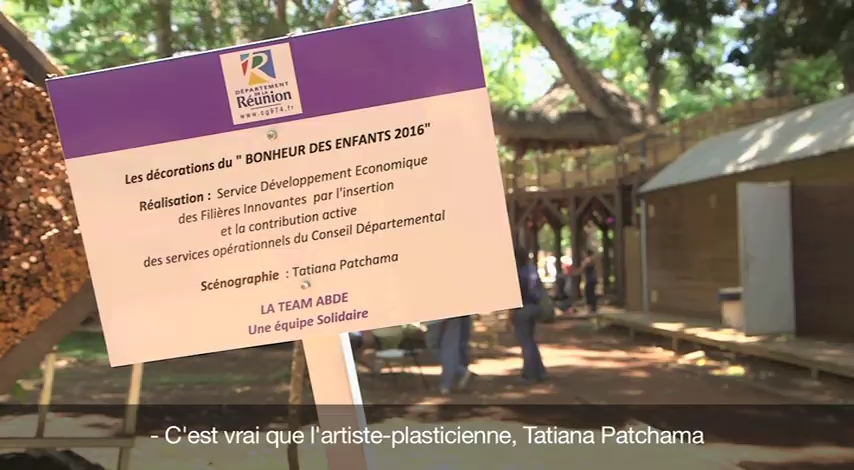 DÉPARTEMENT
DE LA
Réunion
www.cg974.fr
Les décorations du " BONHEUR DES ENFANTS 2016"
Réalisation : Service Développement Economique
des Filières Innovantes par l'insertion
et la contribution active
des services opérationnels du Conseil Départemental
Scénographie : Tatiana Patchama
LA TEAM ABDE
Une équipe Solidaire
- C'est vrai que l'artiste-plasticienne, Tatiana Patchama